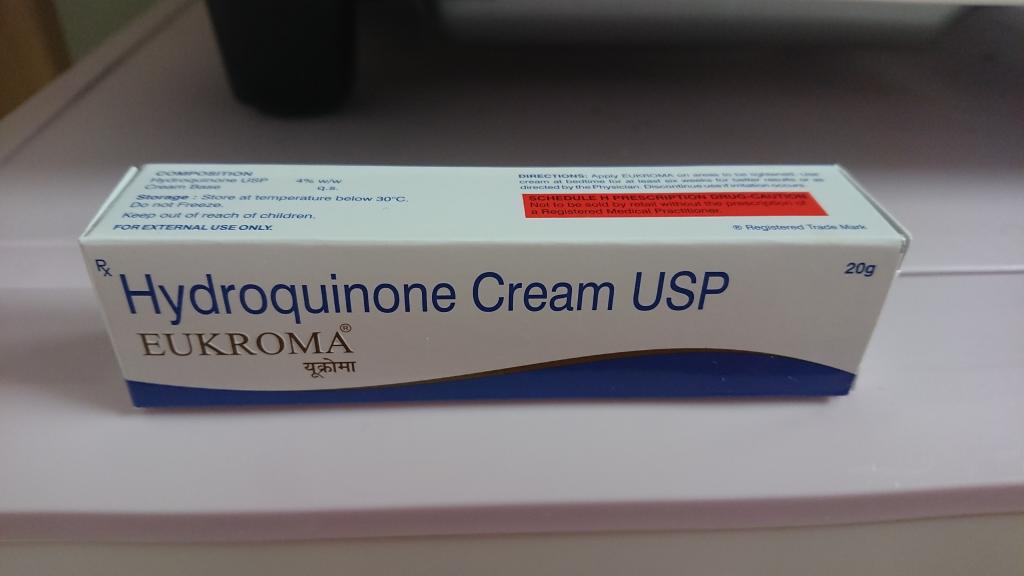 COMPOSITION
Hydroquinone USP 4% w/w
Cream Base q.s.
Storage : Store at temperature below 30°C.
Do not Freeze.
Keep out of reach of children.
FOR EXTERNAL USE ONLY.
DIRECTIONS: Apply EUKROMA on areas to be lightened. Use
cream at bedtime for at least six weeks for better results or as
directed by the Physician. Discontinue use if irritation occurs.
SCHEDULE H PRESCRIPTION DRUG-CAUTION
Not to be sold by retail without the prescription of
a Registered Medical Practitioner.
® Registered Trade Mark
Rx
Hydroquinone Cream USP
20g
EUKROMA®
यूक्रोमा